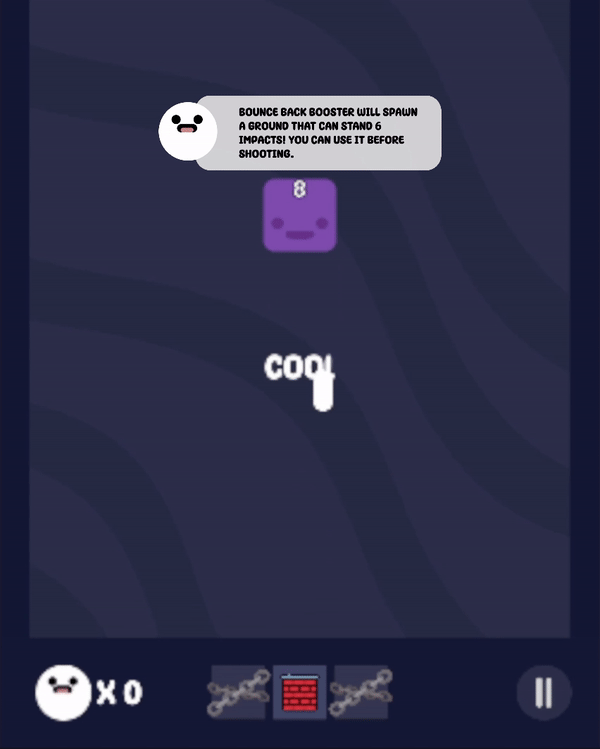 BOUNCE BACK BOOSTER WILL SPAWN
A GROUND THAT CAN STAND 6
IMPACTS! YOU CAN USE IT BEFORE
SHOOTING.
8
COOL
X 0